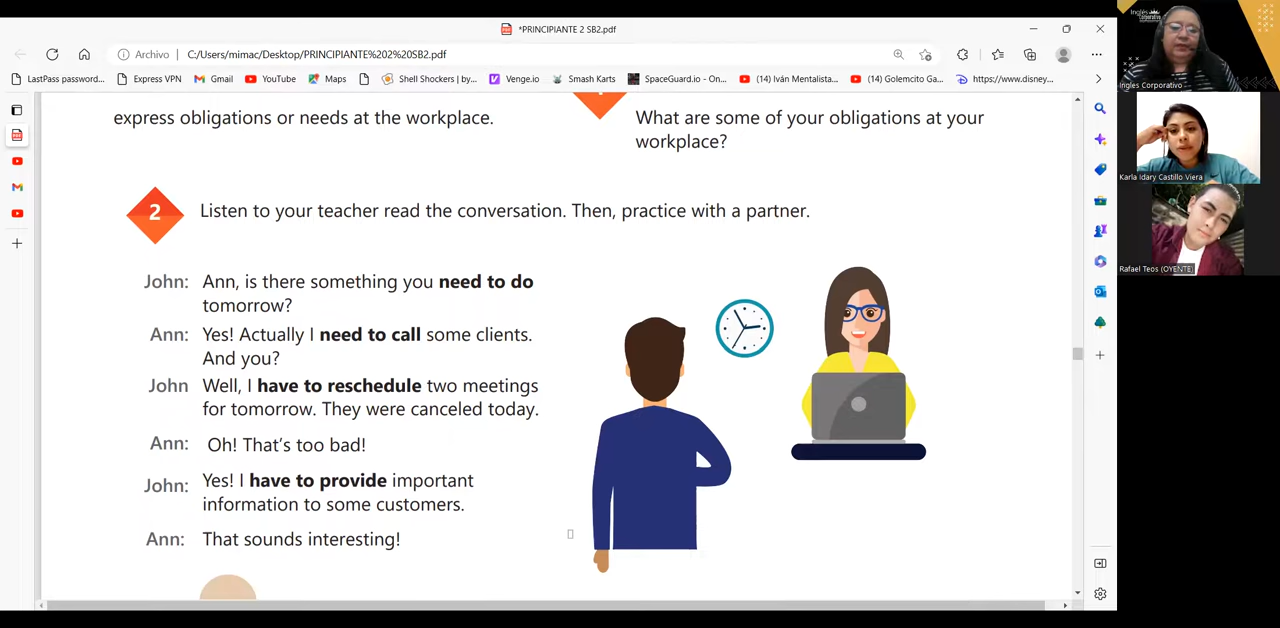 *PRINCIPIANTE 2 SB2.pdf
Archivo | C:/Users/mimac/Desktop/PRINCIPIANTE%202%20SB2.pdf
LastPass password... Express VPN Gmail YouTube Maps Shell Shockers | by... Venge.io Smash Karts SpaceGuard.io - On... (14) Iván Mentalista... (14) Golemcito Ga... https://www.disney...
express obligations or needs at the workplace.
What are some of your obligations at your
workplace?
2 Listen to your teacher read the conversation. Then, practice with a partner.
John: Ann, is there something you need to do
tomorrow?
Ann: Yes! Actually I need to call some clients.
And you?
John Well, I have to reschedule two meetings
for tomorrow. They were canceled today.
Ann: Oh! That's too bad!
John: Yes! I have to provide important
information to some customers.
Ann: That sounds interesting!
Inglés
Corporativo
Ingles Corporativo
Karla Idary Castillo Viera
Rafael Teos (OYENTE)